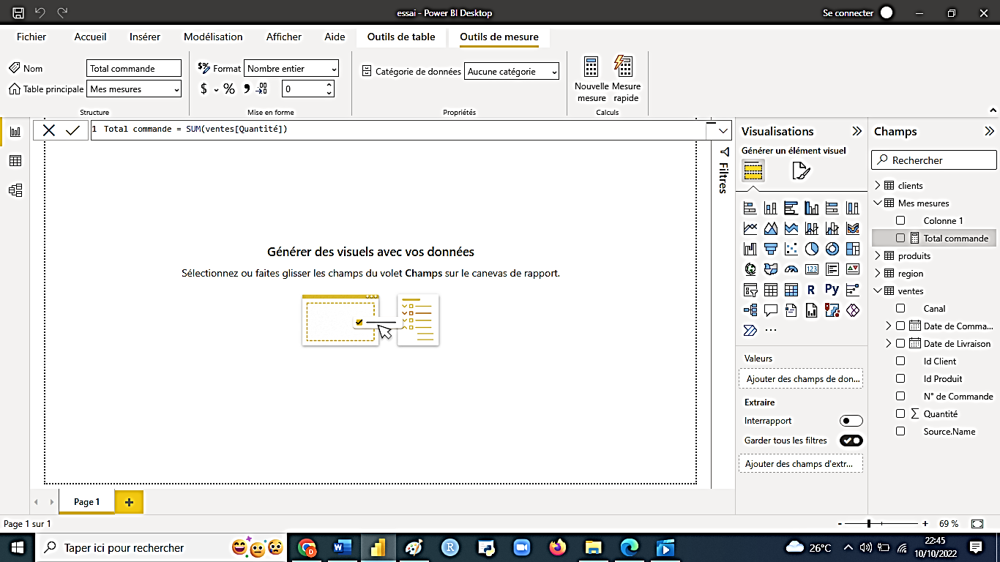 essai - Power BI Desktop
Se connecter
Fichier Accueil Insérer Modélisation Afficher Aide Outils de table Outils de mesure
Nom Total commande
Table principale Mes mesures
Structure
$% Format Nombre entier
$ % 9 .00 0
Mise en forme
Catégorie de données Aucune catégorie
Propriétés
Nouvelle mesure
Mesure rapide
Calculs
1 Total commande = SUM(ventes[Quantité])
Générer des visuels avec vos données
Sélectionnez ou faites glisser les champs du volet Champs sur le canevas de rapport.
Filtres
Visualisations
Générer un élément visuel
123
R Py
...
Valeurs
Ajouter des champs de don...
Extraire
Interrapport
Garder tous les filtres
Ajouter des champs d'extr...
Champs
Rechercher
clients
Mes mesures
Colonne 1
Total commande
produits
region
ventes
Canal
Date de Comma...
Date de Livraison
Id Client
Id Produit
N° de Commande
Quantité
Source.Name
Page 1
+
Page 1 sur 1
- + 69 %
Taper ici pour rechercher
26°C
22:45
10/10/2022